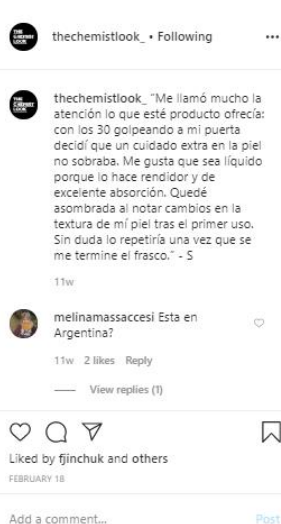 thechemistlook_ • Following
thechemistlook_ "Me llamó mucho la
atención lo que esté producto ofrecía:
con los 30 golpeando a mi puerta
decidí que un cuidado extra en la piel
no sobraba. Me gusta que sea líquido
porque lo hace rendidor y de
excelente absorción. Quedé
asombrada al notar cambios en la
textura de mí piel tras el primer uso.
Sin duda lo repetiría una vez que se
me termine el frasco." - S
11w
melinamassaccesi Esta en
Argentina?
11w 2 likes Reply
View replies (1)
Liked by fjinchuk and others
FEBRUARY 18
Add a comment... Post